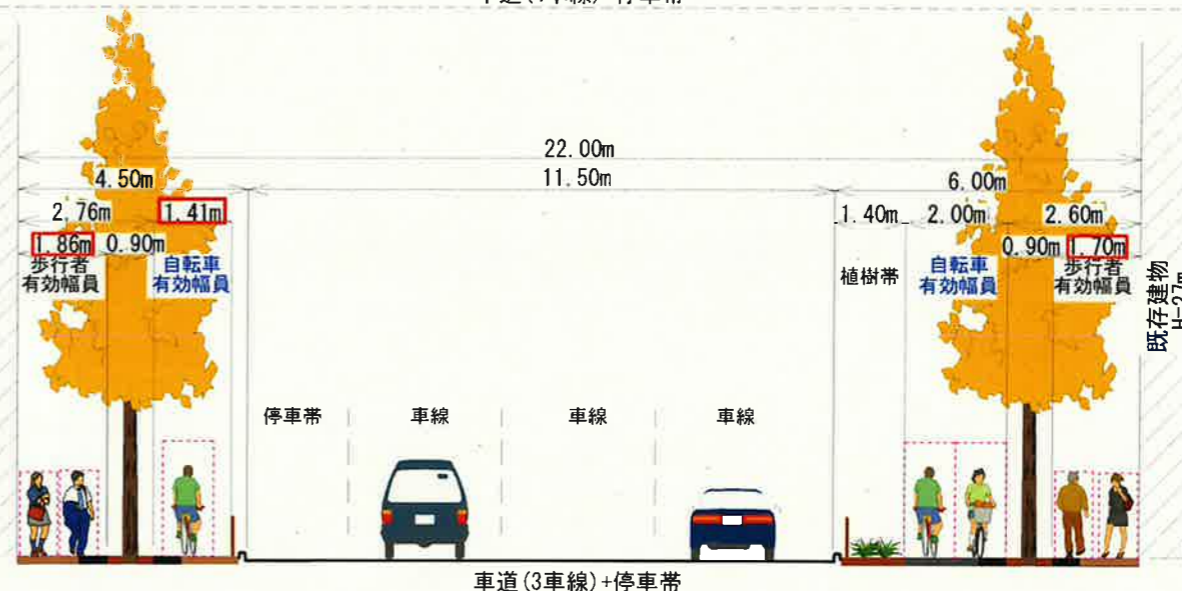 22.00m
4.50m
11.50m
6.00m
2.76m
1.41m
1.40m
2.00m
2.60m
1.86m
0.90m
0.90m
1.70m
歩行者
有効幅員
自転車
有効幅員
植樹帯
自転車
有効幅員
歩行者
有効幅員
既存建物
H=27m
停車帯
車線
車線
車線
車道(3車線)+停車帯